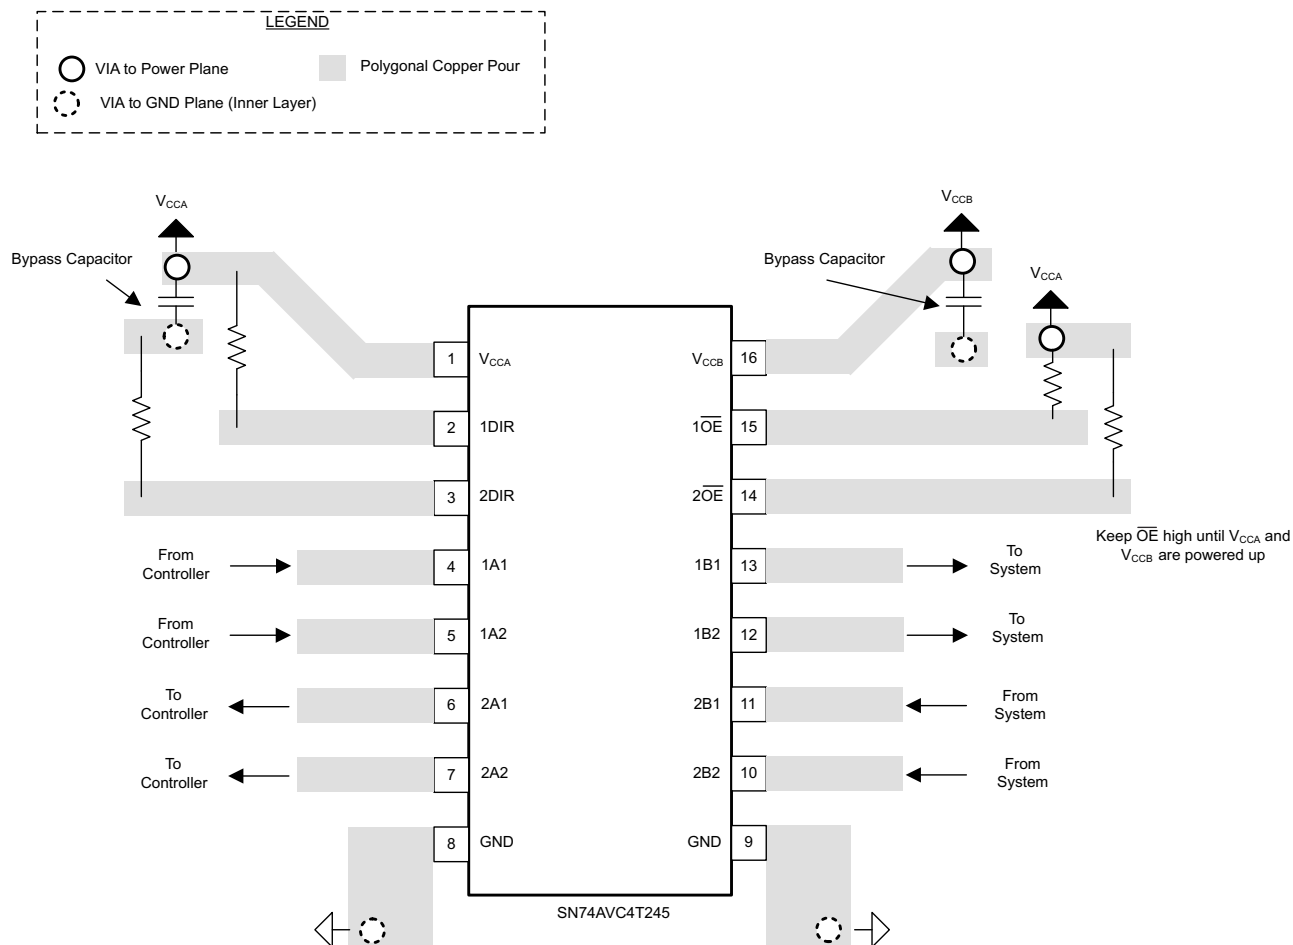 LEGEND
VIA to Power Plane
Polygonal Copper Pour
VIA to GND Plane (Inner Layer)
VCCA
Bypass Capacitor
VCCB
Bypass Capacitor
VCCA
1 VCCA
VCCB 16
2 1DIR
1O̅E̅ 15
3 2DIR
2O̅E̅ 14
Keep O̅E̅ high until VCCA and
VCCB are powered up
From
Controller
4 1A1
1B1 13
To
System
From
Controller
5 1A2
1B2 12
To
System
To
Controller
6 2A1
2B1 11
From
System
To
Controller
7 2A2
2B2 10
From
System
8 GND
GND 9
SN74AVC4T245